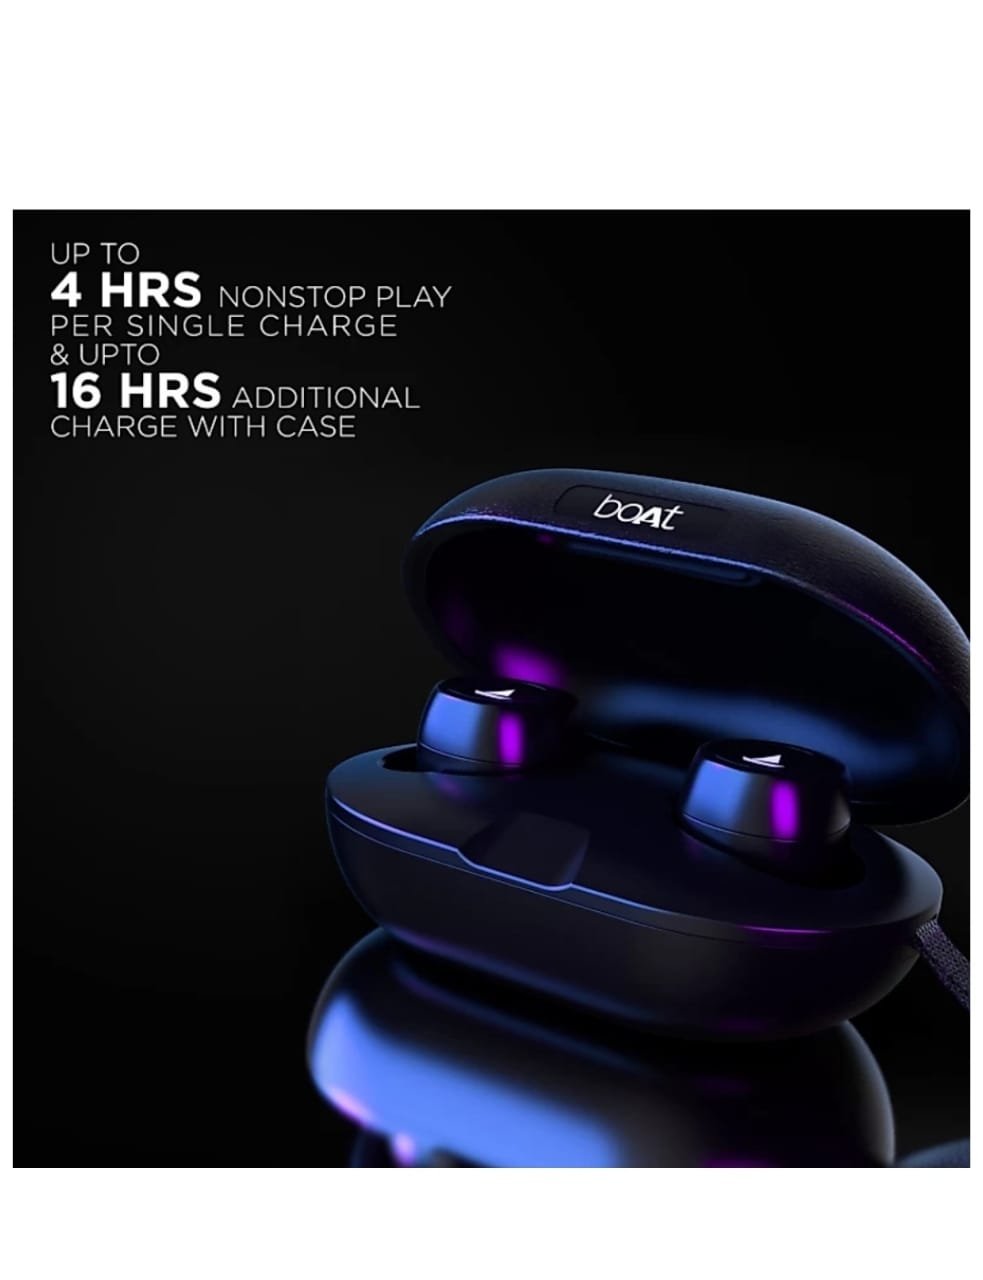 UP TO
4 HRS NONSTOP PLAY
PER SINGLE CHARGE
& UPTO
16 HRS ADDITIONAL
CHARGE WITH CASE
boAt